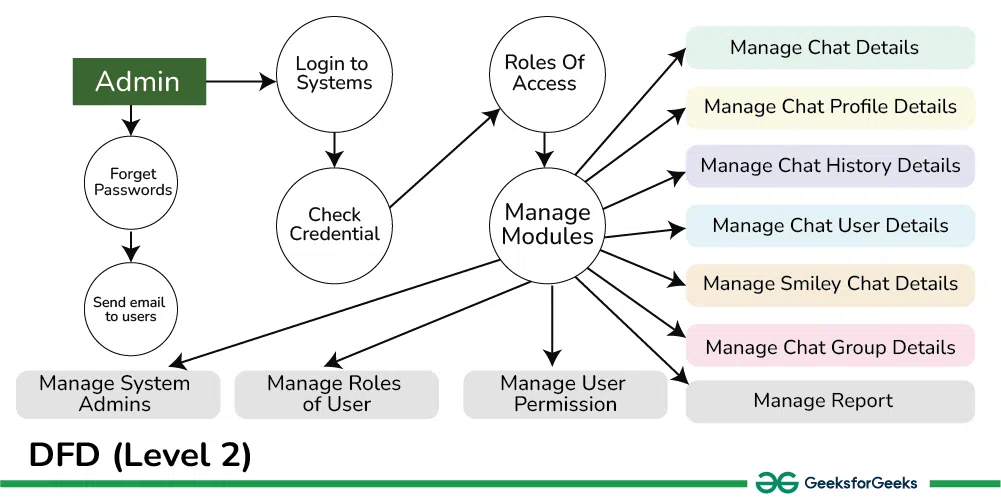 Admin
Login to
Systems
Roles Of
Access
Manage Chat Details
Manage Chat Profile Details
Forget
Passwords
Manage Chat History Details
Check
Credential
Manage
Modules
Manage Chat User Details
Send email
to users
Manage Smiley Chat Details
Manage Chat Group Details
Manage System
Admins
Manage Roles
of User
Manage User
Permission
Manage Report
DFD (Level 2)
GeeksforGeeks